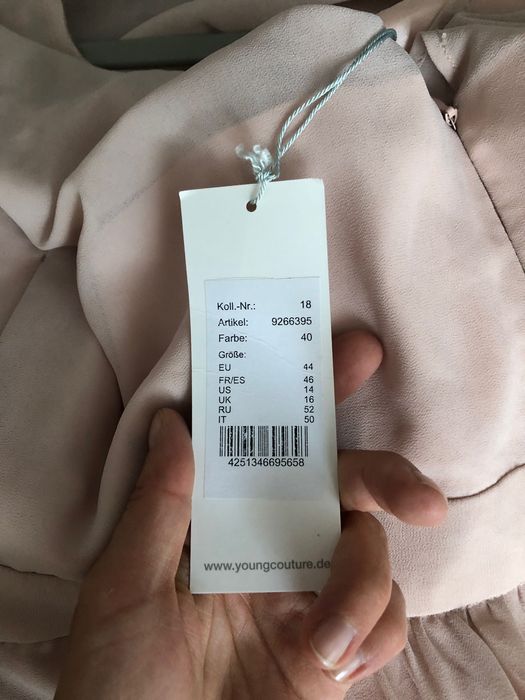 Koll.-Nr.: 18
Artikel: 9266395
Farbe: 40
Größe:
EU 44
FR/ES 46
US 14
UK 16
RU 52
IT 50
4251346695658
www.youngcouture.de